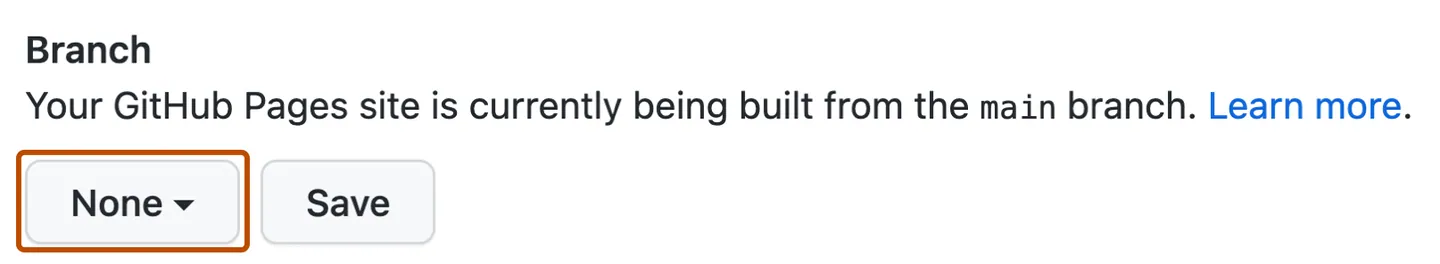 Branch
Your GitHub Pages site is currently being built from the main branch. Learn more.
None Save